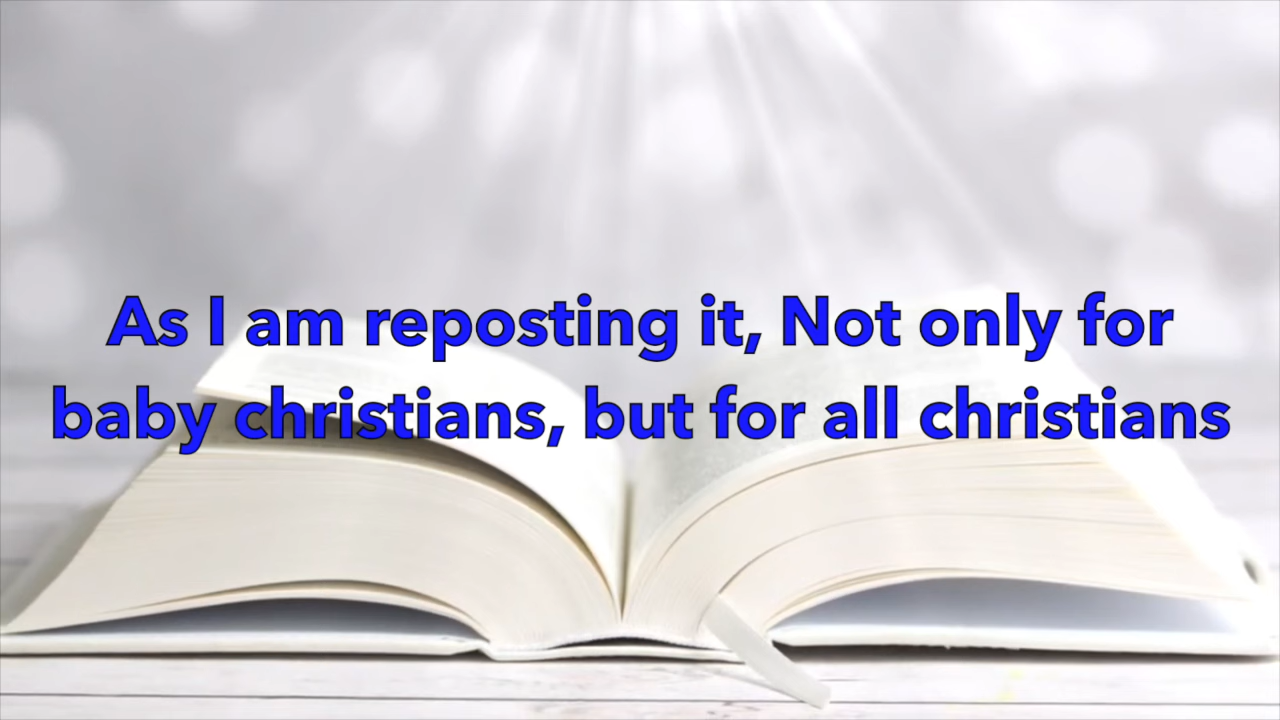 As I am reposting it, Not only for
baby christians, but for all christians